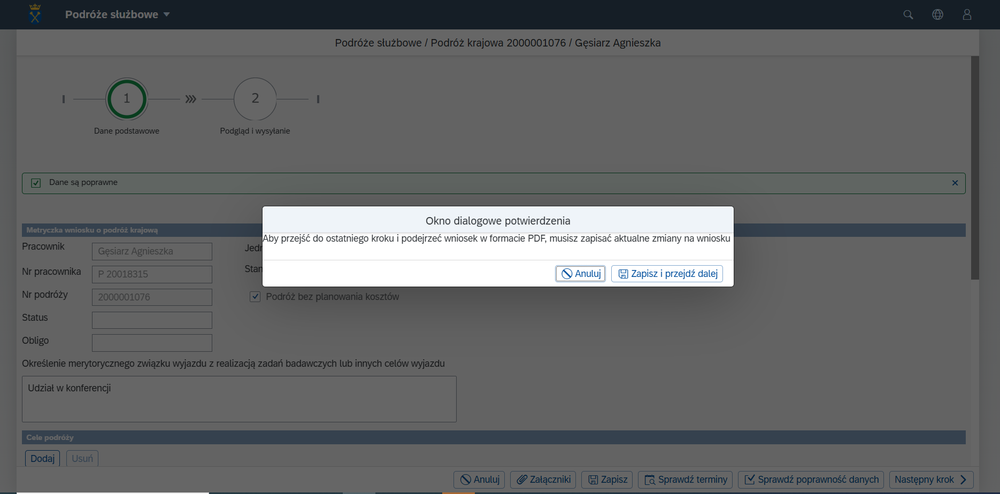 Podróże służbowe
Podróże służbowe / Podróż krajowa 2000001076 / Gęsiarz Agnieszka
1
2
Dane podstawowe
Podgląd i wysyłanie
Dane są poprawne
Okno dialogowe potwierdzenia
Aby przejść do ostatniego kroku i podejrzeć wniosek w formacie PDF, musisz zapisać aktualne zmiany na wniosku
Anuluj
Zapisz i przejdź dalej
Metryczka wniosku o podróż krajową
Pracownik
Gęsiarz Agnieszka
Nr pracownika
P 20018315
Nr podróży
2000001076
Podróż bez planowania kosztów
Status
Obligo
Określenie merytorycznego związku wyjazdu z realizacją zadań badawczych lub innych celów wyjazdu
Udział w konferencji
Cele podróży
Dodaj
Usuń
Anuluj
Załączniki
Zapisz
Sprawdź terminy
Sprawdź poprawność danych
Następny krok